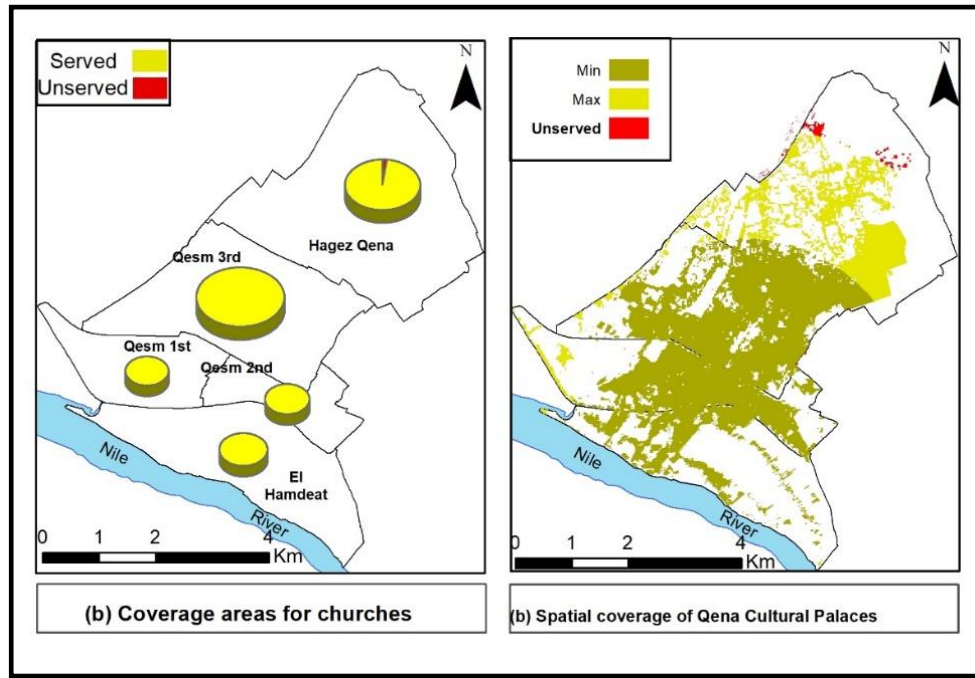 Served
Unserved
N
Hagez Qena
Qesm 3rd
Qesm 1st
Qesm 2nd
El
Hamdeat
Nile
River
0 1 2 4
Km
(b) Coverage areas for churches
Min
Max
Unserved
N
Nile
River
0 1 2 4
Km
(b) Spatial coverage of Qena Cultural Palaces